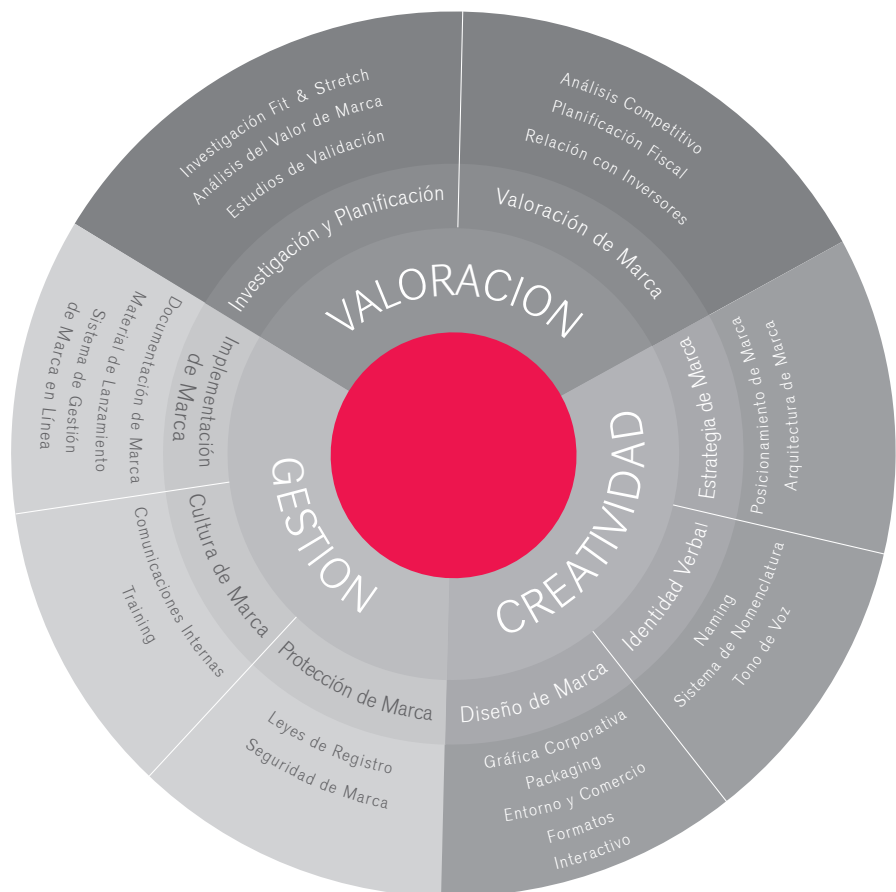 VALORACION
Investigación y Planificación
Investigación Fit & Stretch
Análisis del Valor de Marca
Estudios de Validación
Valoración de Marca
Análisis Competitivo
Planificación Fiscal
Relación con Inversores
CREATIVIDAD
Estrategia de Marca
Posicionamiento de Marca
Arquitectura de Marca
Identidad Verbal
Naming
Sistema de Nomenclatura
Tono de Voz
Diseño de Marca
Gráfica Corporativa
Packaging
Entorno y Comercio
Formatos
Interactivo
GESTION
Protección de Marca
Leyes de Registro
Seguridad de Marca
Cultura de Marca
Comunicaciones Internas
Training
Implementación
de Marca
Documentación de Marca
Material de Lanzamiento
Sistema de Gestión
de Marca en Línea